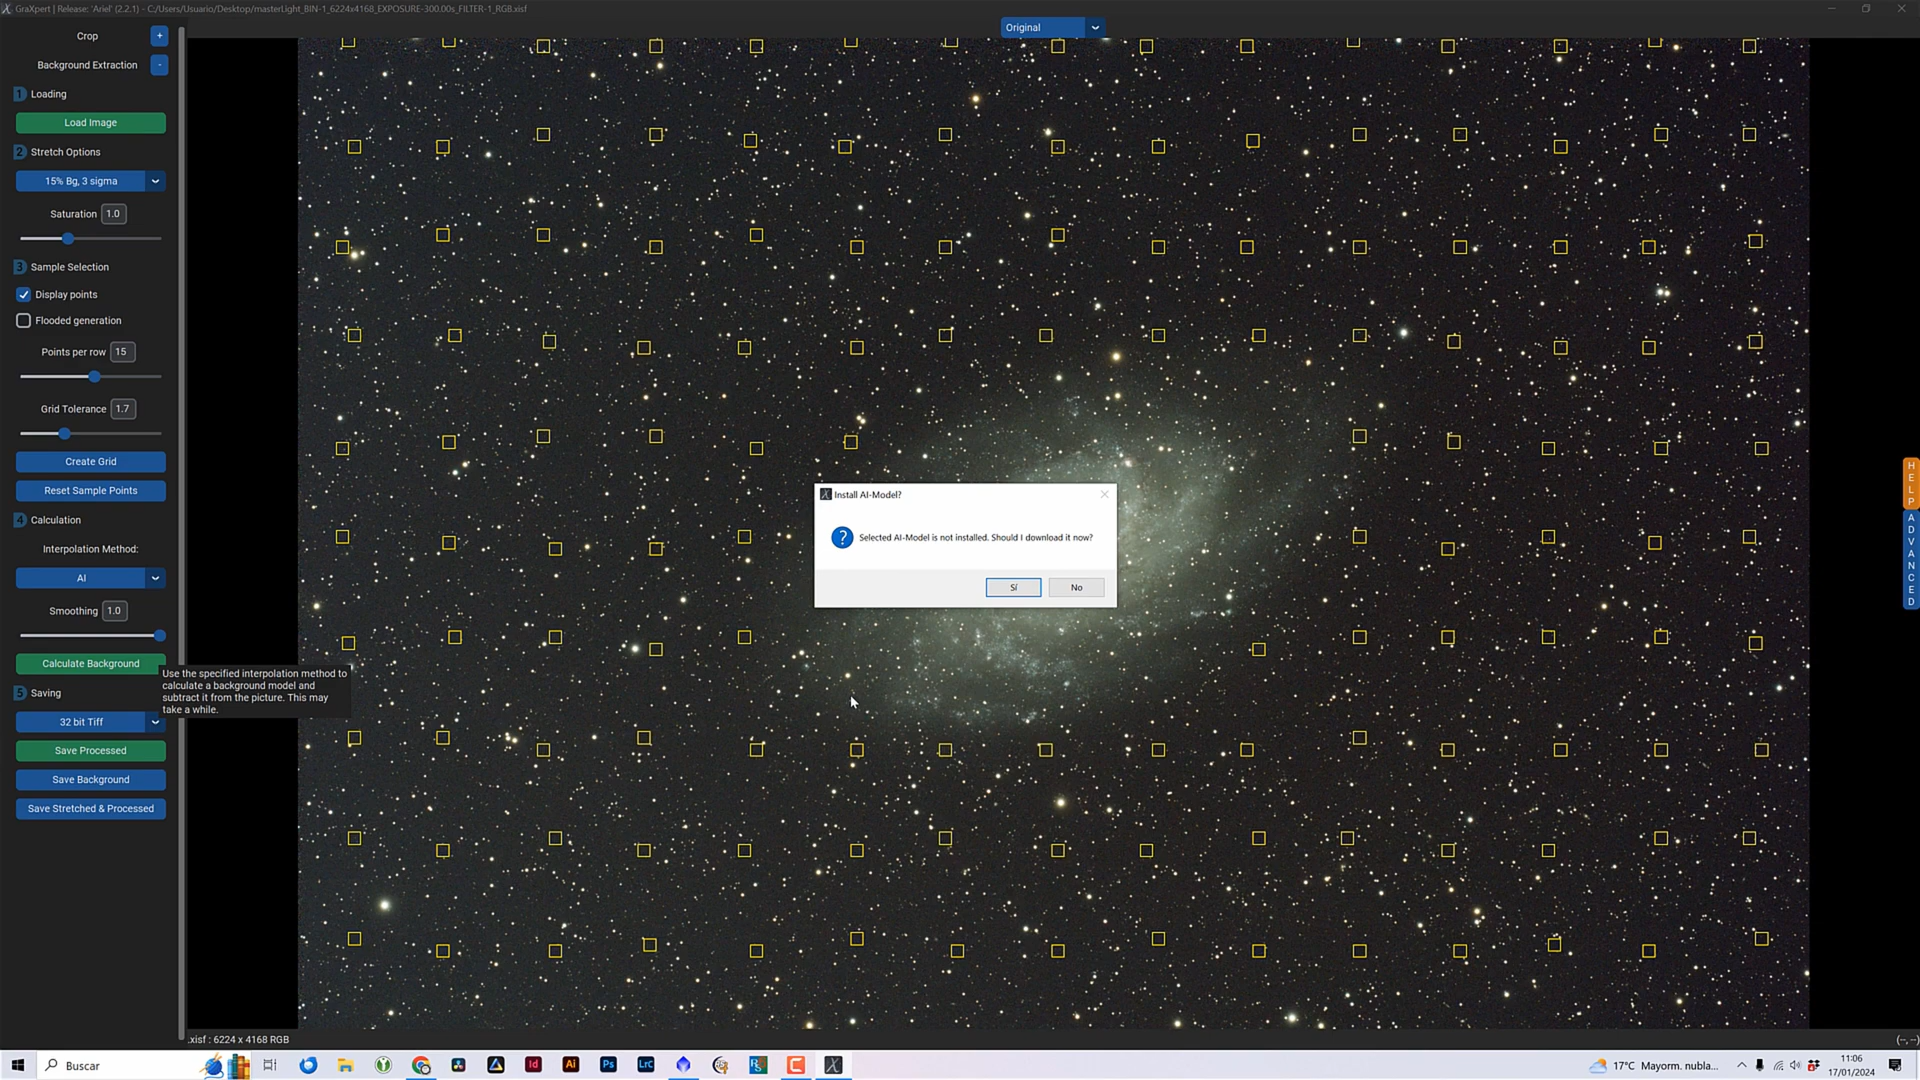 GraXpert | Release: 'Ariel' (2.2.1) - C:/Users/Usuario/Desktop/masterLight_BIN-1_6224x4168_EXPOSURE-300.00s_FILTER-1_RGB.xisf
Original
Crop
+
Background Extraction
-
1 Loading
Load Image
2 Stretch Options
15% Bg, 3 sigma
Saturation 1.0
3 Sample Selection
Display points
Flooded generation
Points per row 15
Grid Tolerance 1.7
Create Grid
Reset Sample Points
4 Calculation
Interpolation Method:
AI
Smoothing 1.0
Calculate Background
Use the specified interpolation method to
calculate a background model and
subtract it from the picture. This may
take a while.
5 Saving
32 bit Tiff
Save Processed
Save Background
Save Stretched & Processed
Install AI-Model?
?
Selected AI-Model is not installed. Should I download it now?
Sí
No
HELP
ADVANCED
.xisf : 6224 x 4168 RGB
(--, --)
Buscar
Id
Ai
Ps
LrC
17°C Mayorm. nubla...
11:06
17/01/2024